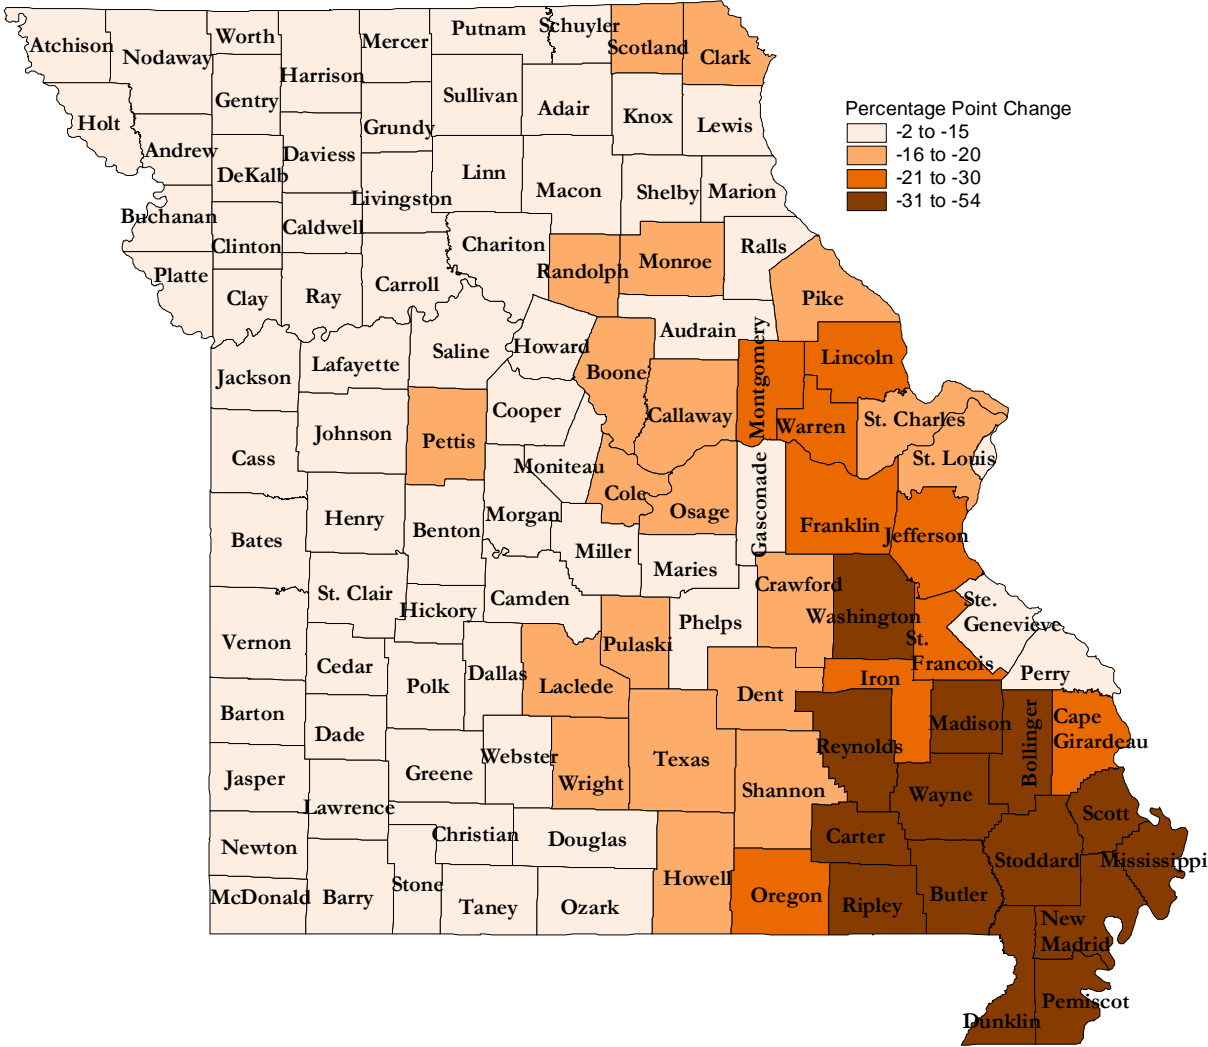 Percentage Point Change
-2 to -15
-16 to -20
-21 to -30
-31 to -54
Atchison
Nodaway
Worth
Harrison
Mercer
Putnam
Schuyler
Scotland
Clark
Holt
Gentry
Sullivan
Adair
Knox
Lewis
Andrew
DeKalb
Daviess
Grundy
Linn
Macon
Shelby
Marion
Buchanan
Clinton
Caldwell
Livingston
Chariton
Randolph
Monroe
Ralls
Platte
Clay
Ray
Carroll
Pike
Audrain
Montgomery
Jackson
Lafayette
Saline
Howard
Boone
Lincoln
Callaway
Warren
St. Charles
Cass
Johnson
Pettis
Cooper
Moniteau
St. Louis
Cole
Osage
Gasconade
Franklin
Jefferson
Bates
Henry
Benton
Morgan
Miller
Maries
St. Clair
Hickory
Camden
Crawford
Washington
Ste.
Genevieve
Phelps
Pulaski
St.
Francois
Perry
Vernon
Cedar
Polk
Dallas
Laclede
Dent
Iron
Barton
Dade
Madison
Bollinger
Cape
Girardeau
Jasper
Greene
Webster
Wright
Texas
Shannon
Reynolds
Wayne
Lawrence
Scott
Newton
Christian
Douglas
Carter
Stoddard
Mississippi
McDonald
Barry
Stone
Taney
Ozark
Howell
Oregon
Ripley
Butler
New
Madrid
Pemiscot
Dunklin